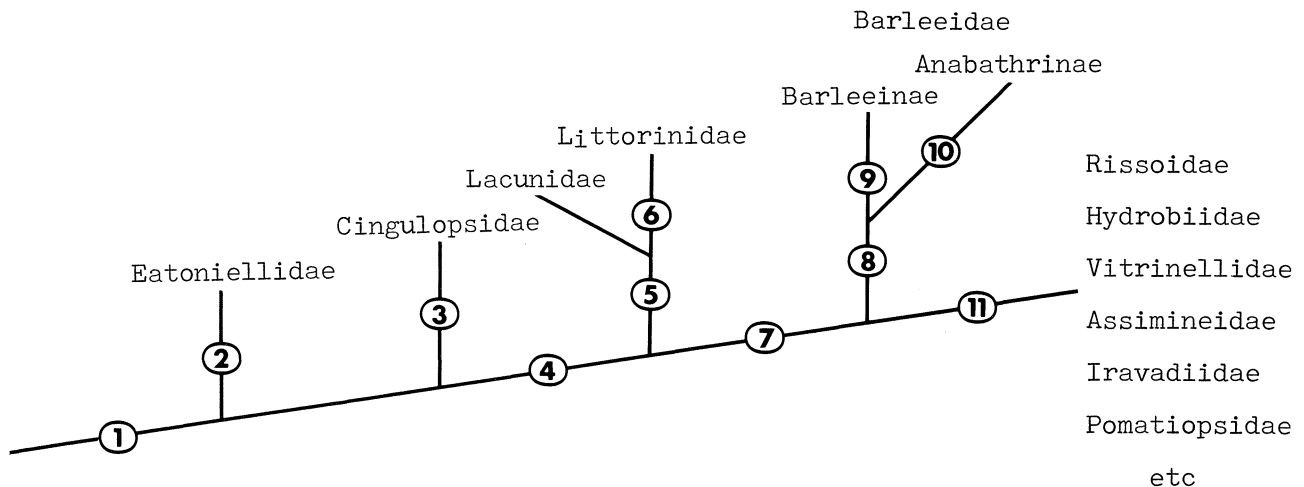 Barleeidae
Anabathrinae
Barleeinae
Littorinidae
Lacunidae
Cingulopsidae
Eatoniellidae
10
9
6
8
5
3
2
7
4
1
11
Rissoidae
Hydrobiidae
Vitrinellidae
Assimineidae
Iravadiidae
Pomatiopsidae
etc